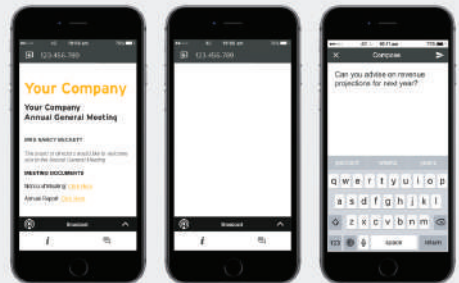 123-456-789
Your Company
Your Company
Annual General Meeting
MRS NANCY BECKETT
MEETING DOCUMENTS
Notice of Meeting Click Here
Annual Report Click Here
Broadcast
i
123-456-789
Broadcast
i
Compose
Can you advise on revenue
projections for next year?
q w e r t y u i o p
a s d f g h j k l
z x c v b n m
123 space return